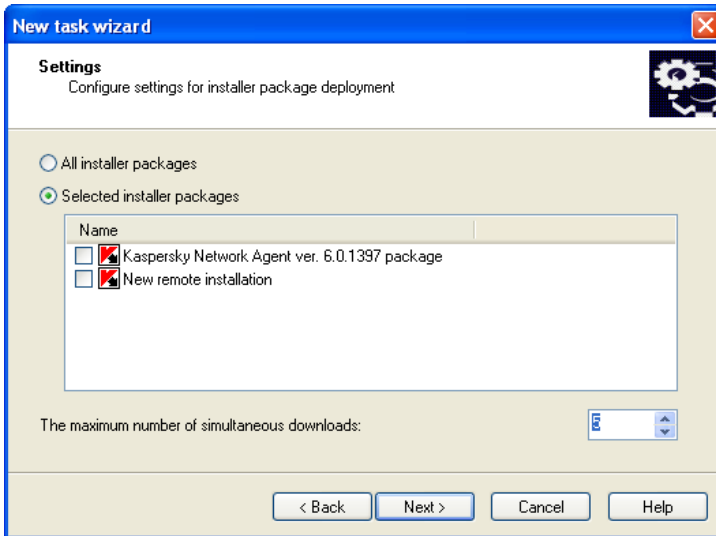 New task wizard
Settings
Configure settings for installer package deployment
All installer packages
Selected installer packages
Name
Kaspersky Network Agent ver. 6.0.1397 package
New remote installation
The maximum number of simultaneous downloads:
< Back Next > Cancel Help